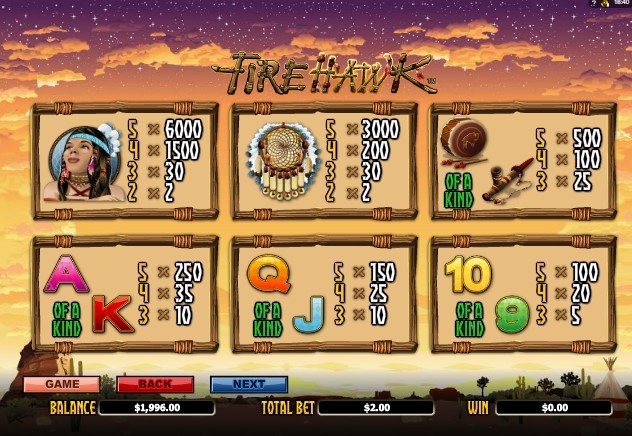 ? 16:40
FIRE HAWK™
5 × 6000
4 × 1500
3 × 30
2 × 2
5 × 3000
4 × 200
3 × 30
2 × 2
5 × 500
4 × 100
3 × 25
OF A
KIND
A
K
OF A
KIND
5 × 250
4 × 35
3 × 10
Q
J
OF A
KIND
5 × 150
4 × 25
3 × 10
10
9
OF A
KIND
5 × 100
4 × 20
3 × 5
GAME BACK NEXT
BALANCE $1,996.00 TOTAL BET $2.00 WIN $0.00